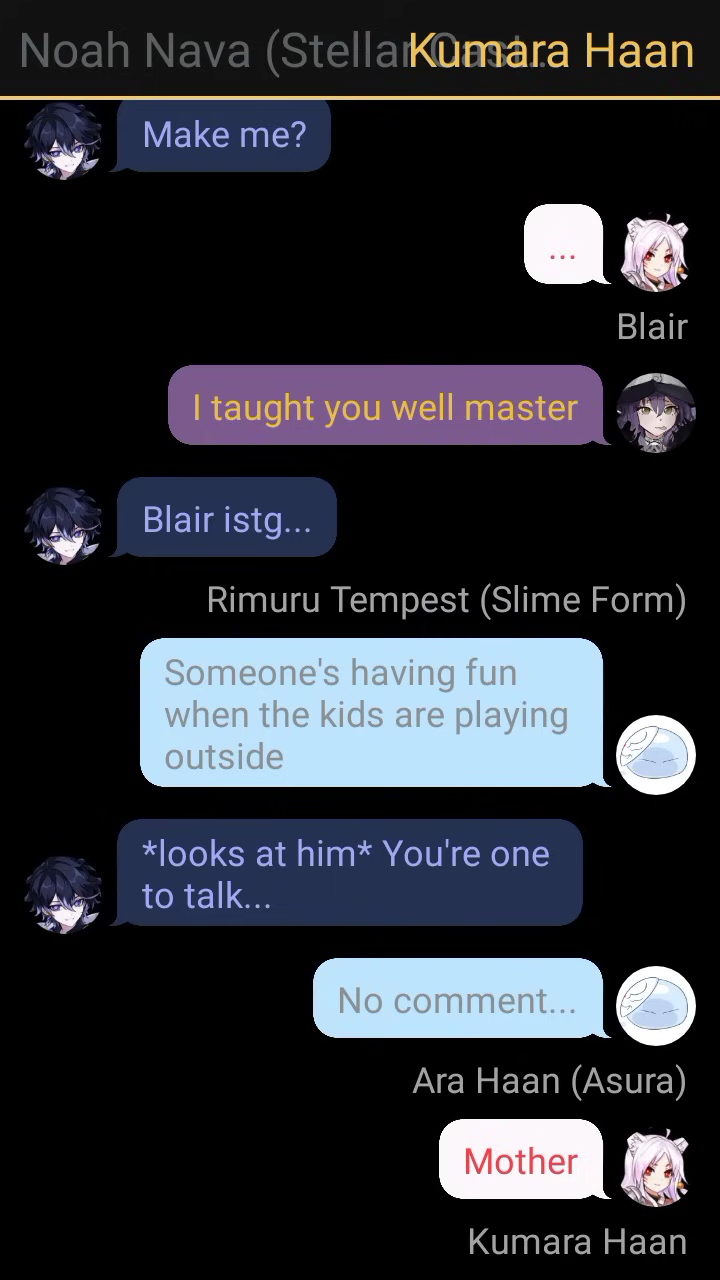 Noah Nava (Stellar Cast...
Kumara Haan
Make me?
...
Blair
I taught you well master
Blair istg...
Rimuru Tempest (Slime Form)
Someone's having fun
when the kids are playing
outside
*looks at him* You're one
to talk...
No comment...
Ara Haan (Asura)
Mother
Kumara Haan